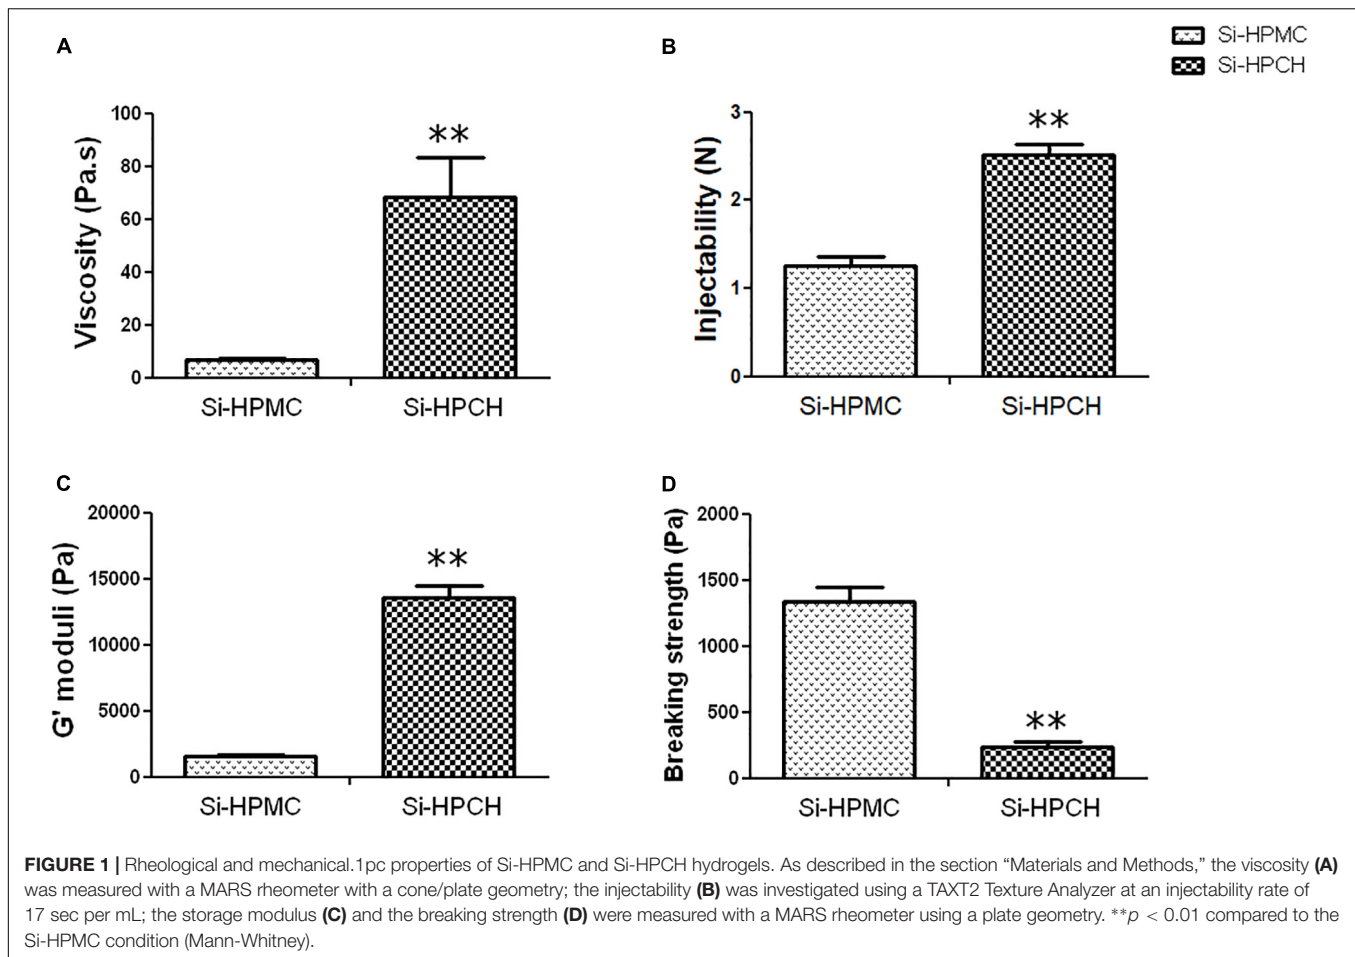 Si-HPMC
Si-HPCH
A
Viscosity (Pa.s)
100
80
60
40
20
0
**
Si-HPMC Si-HPCH
B
Injectability (N)
3
2
1
0
**
Si-HPMC Si-HPCH
C
G' moduli (Pa)
20000
15000
10000
5000
0
**
Si-HPMC Si-HPCH
D
Breaking strength (Pa)
2000
1500
1000
500
0
**
Si-HPMC Si-HPCH
FIGURE 1 | Rheological and mechanical.1pc properties of Si-HPMC and Si-HPCH hydrogels. As described in the section “Materials and Methods,” the viscosity (A)
was measured with a MARS rheometer with a cone/plate geometry; the injectability (B) was investigated using a TAXT2 Texture Analyzer at an injectability rate of
17 sec per mL; the storage modulus (C) and the breaking strength (D) were measured with a MARS rheometer using a plate geometry. **p < 0.01 compared to the
Si-HPMC condition (Mann-Whitney).